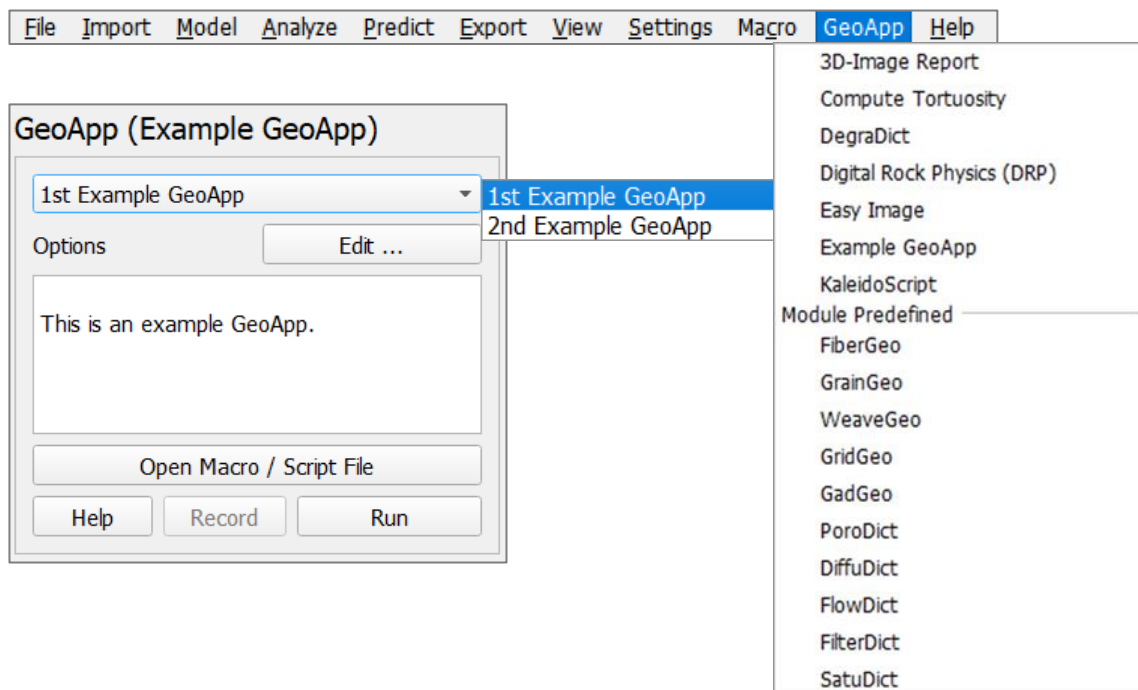 File Import Model Analyze Predict Export View Settings Macro GeoApp Help
GeoApp (Example GeoApp)
1st Example GeoApp
Options
Edit ...
This is an example GeoApp.
Open Macro / Script File
Help Record Run
1st Example GeoApp
2nd Example GeoApp
3D-Image Report
Compute Tortuosity
DegraDict
Digital Rock Physics (DRP)
Easy Image
Example GeoApp
KaleidoScript
Module Predefined
FiberGeo
GrainGeo
WeaveGeo
GridGeo
GadGeo
PoroDict
DiffuDict
FlowDict
FilterDict
SatuDict